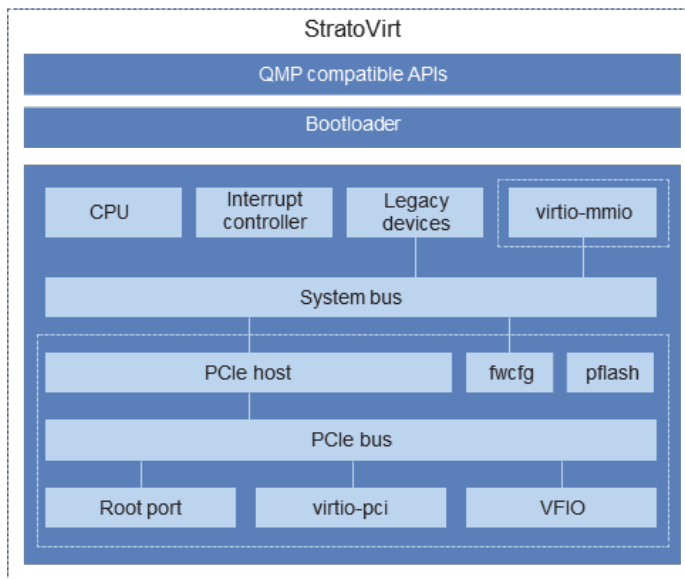 StratoVirt
QMP compatible APIs
Bootloader
CPU
Interrupt
controller
Legacy
devices
virtio-mmio
System bus
PCIe host
fwcfg
pflash
PCIe bus
Root port
virtio-pci
VFIO